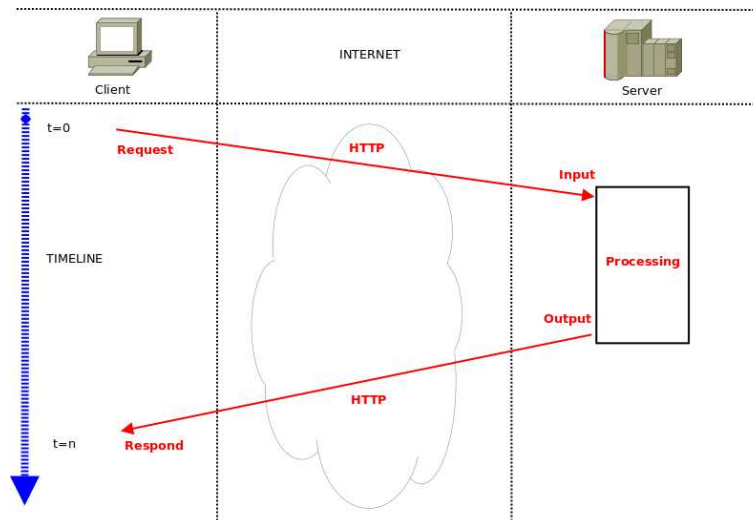 INTERNET
Client
Server
t=0
Request
HTTP
Input
TIMELINE
Processing
Output
HTTP
t=n
Respond